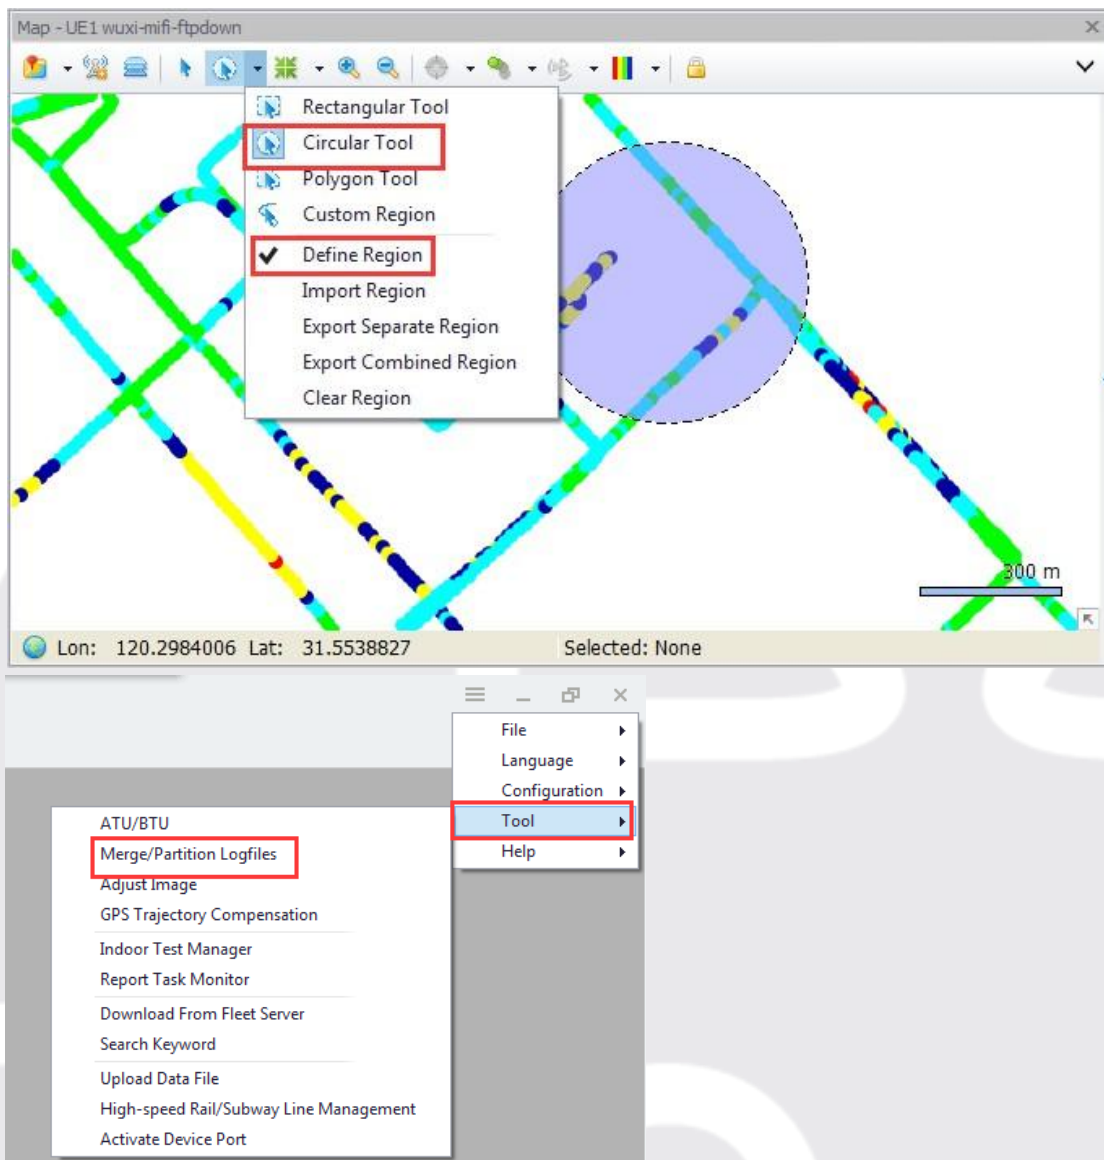 Map - UE1 wuxi-mifi-ftpdown
Rectangular Tool
Circular Tool
Polygon Tool
Custom Region
Define Region
Import Region
Export Separate Region
Export Combined Region
Clear Region
300 m
Lon: 120.2984006 Lat: 31.5538827 Selected: None
File
Language
Configuration
Tool
Help
ATU/BTU
Merge/Partition Logfiles
Adjust Image
GPS Trajectory Compensation
Indoor Test Manager
Report Task Monitor
Download From Fleet Server
Search Keyword
Upload Data File
High-speed Rail/Subway Line Management
Activate Device Port